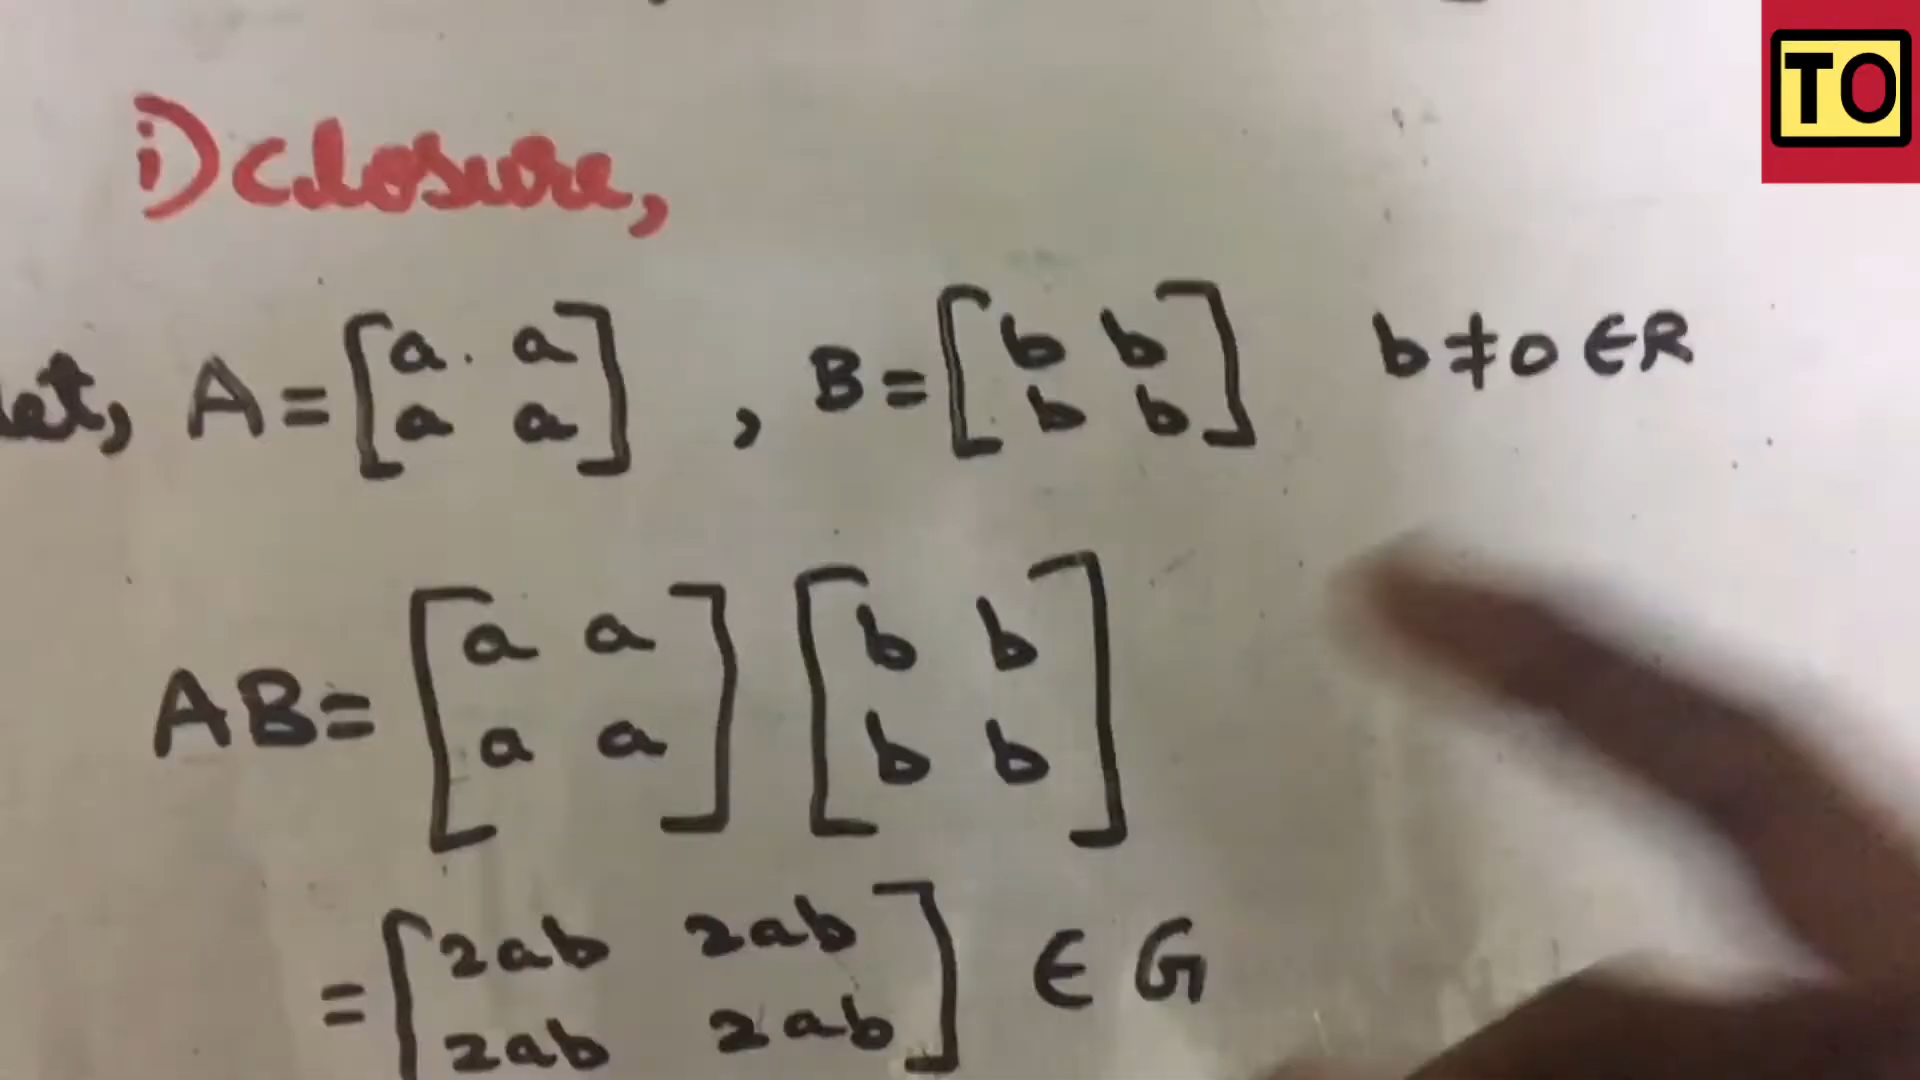 TO
i) closure,
let, A = [a a , B = [b b b ≠ 0 ∈ R
a a] b b]
AB = [a a [b b
a a] b b]
= [2ab 2ab ∈ G
2ab 2ab]